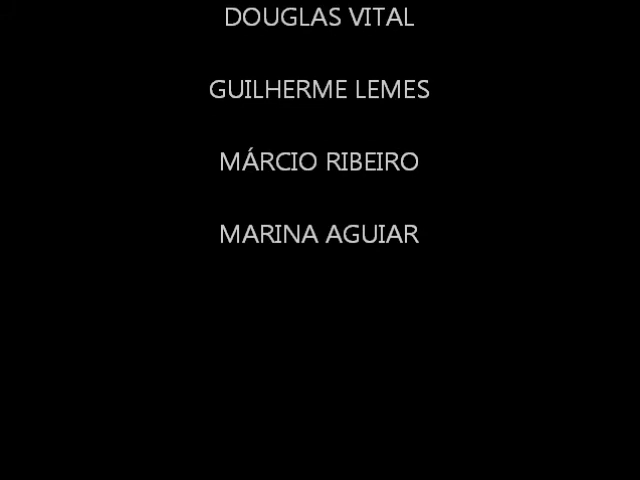 DOUGLAS VITAL
GUILHERME LEMES
MÁRCIO RIBEIRO
MARINA AGUIAR